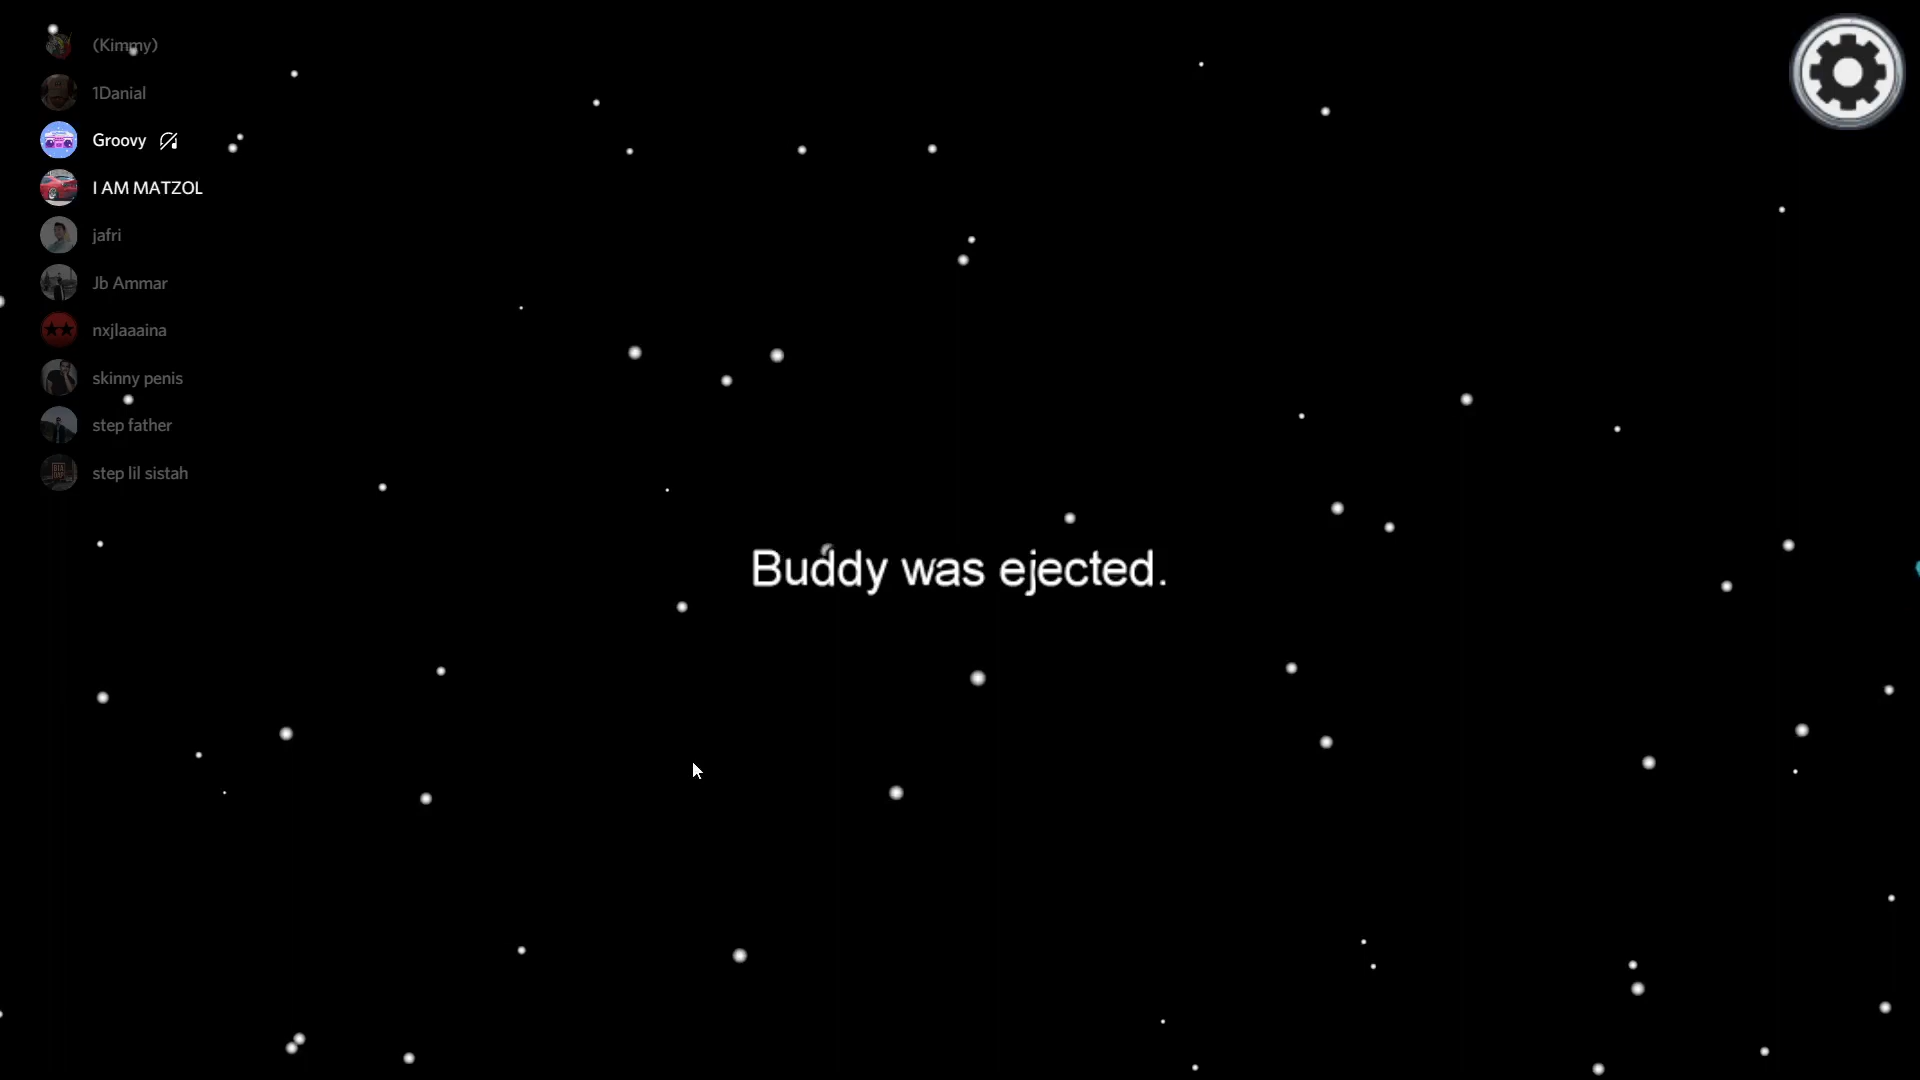 (Kimmy)
1Danial
Groovy
I AM MATZOL
jafri
Jb Ammar
nxjlaaaina
skinny penis
step father
step lil sistah
Buddy was ejected.